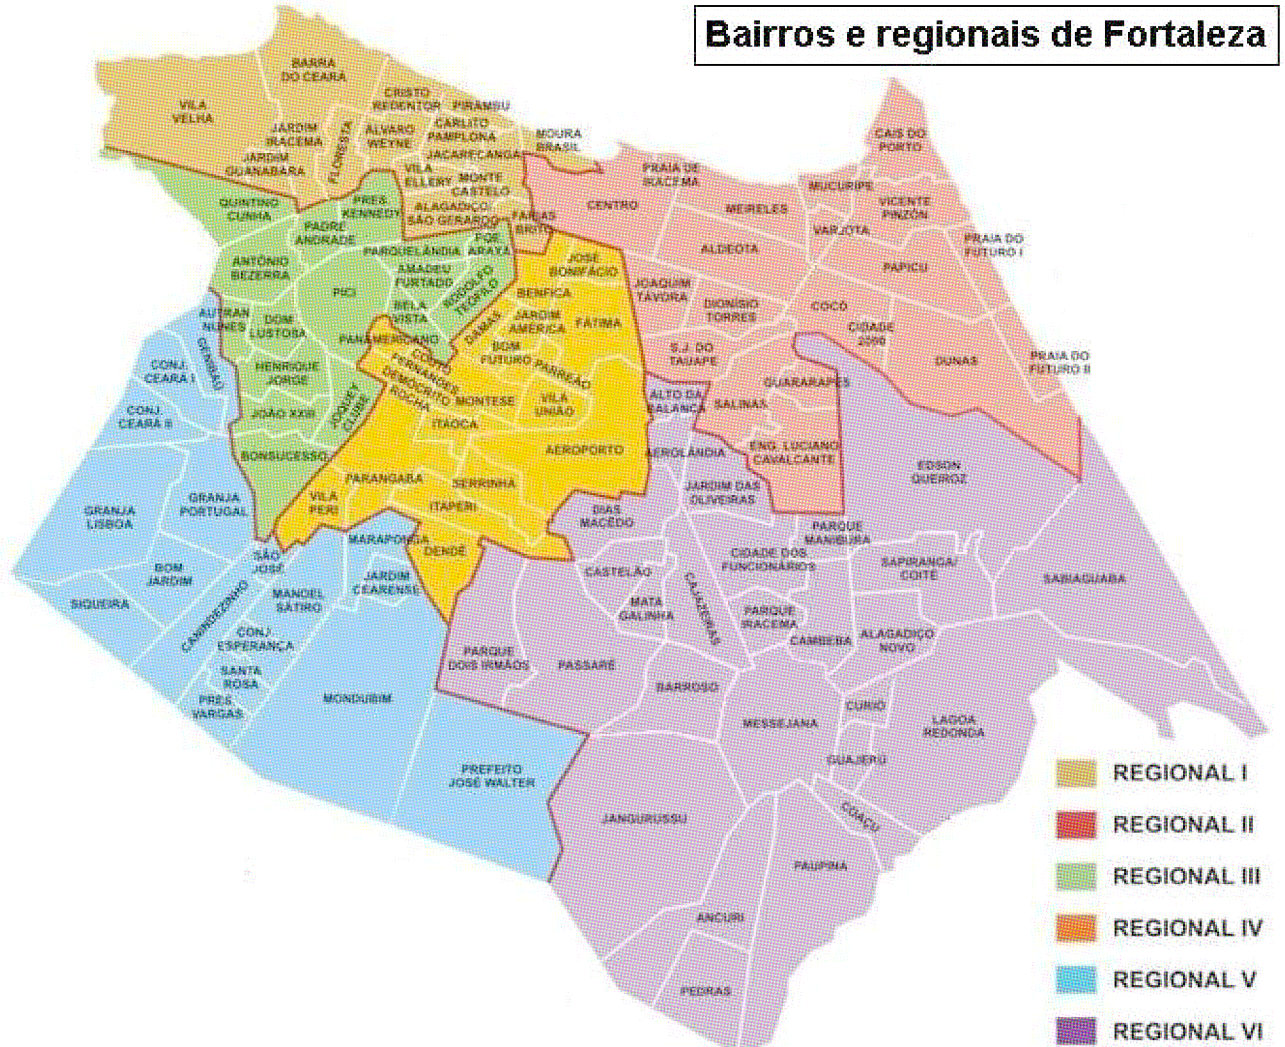 Bairros e regionais de Fortaleza
BARRA
DO CEARÁ
VILA
VELHA
CRISTO
REDENTOR
PIRAMBU
JARDIM
IRACEMA
FLORESTA
ALVARO
WEYNE
CARLITO
PAMPLONA
MOURA
BRASIL
JARDIM
GUANABARA
JACARECANGA
VILA
ELLERY
MONTE
CASTELO
ALAGADIÇO
SÃO GERARDO
FARIAS
BRITO
QUINTINO
CUNHA
PRES.
KENNEDY
PADRE
ANDRADE
PARQUELÂNDIA
PQE.
ARAXÁ
ANTÔNIO
BEZERRA
AMADEU
FURTADO
RODOLFO
TEÓFILO
PICI
BELA
VISTA
AUTRAN
NUNES
DOM
LUSTOSA
PANAMERICANO
HENRIQUE
JORGE
JOÃO XXIII
JOQUEY
CLUBE
BONSUCESSO
CENTRO
PRAIA DE
IRACEMA
MEIRELES
ALDEOTA
MUCURIPE
CAIS DO
PORTO
VICENTE
PINZÓN
VARJOTA
PAPICU
PRAIA DO
FUTURO I
JOAQUIM
TÁVORA
DIONÍSIO
TORRES
COCÓ
CIDADE
2000
DUNAS
PRAIA DO
FUTURO II
S.J. DO
TAUAPE
GUARARAPES
SALINAS
ENG. LUCIANO
CAVALCANTE
JOSÉ
BONIFÁCIO
BENFICA
DAMAS
JARDIM
AMÉRICA
FÁTIMA
BOM
FUTURO
PARREÃO
COUTO
FERNANDES
DEMÓCRITO
ROCHA
MONTESE
VILA
UNIÃO
ITAOCA
AEROPORTO
PARANGABA
SERRINHA
VILA
PERI
ITAPERI
DENDÊ
GENIBAÚ
CONJ.
CEARÁ I
CONJ.
CEARÁ II
GRANJA
LISBOA
GRANJA
PORTUGAL
BOM
JARDIM
SIQUEIRA
SÃO
JOSÉ
CANINDEZINHO
MANOEL
SÁTIRO
MARAPONGA
JARDIM
CEARENSE
CONJ.
ESPERANÇA
SANTA
ROSA
PRES.
VARGAS
MONDUBIM
PREFEITO
JOSÉ WALTER
ALTO DA
BALANÇA
AEROLÂNDIA
JARDIM DAS
OLIVEIRAS
EDSON
QUEIROZ
DIAS
MACÊDO
PARQUE
MANIBURA
CIDADE DOS
FUNCIONÁRIOS
CASTELÃO
MATA
GALINHA
CAJAZEIRAS
SAPIRANGA/
COITÉ
SABIAGUABA
PARQUE
IRACEMA
CAMBEBA
ALAGADIÇO
NOVO
PARQUE
DOIS IRMÃOS
PASSARÉ
BARROSO
MESSEJANA
CURIÓ
LAGOA
REDONDA
GUAJERÚ
COAÇU
JANGURUSSU
PAUPINA
ANCURI
PEDRAS
REGIONAL I
REGIONAL II
REGIONAL III
REGIONAL IV
REGIONAL V
REGIONAL VI